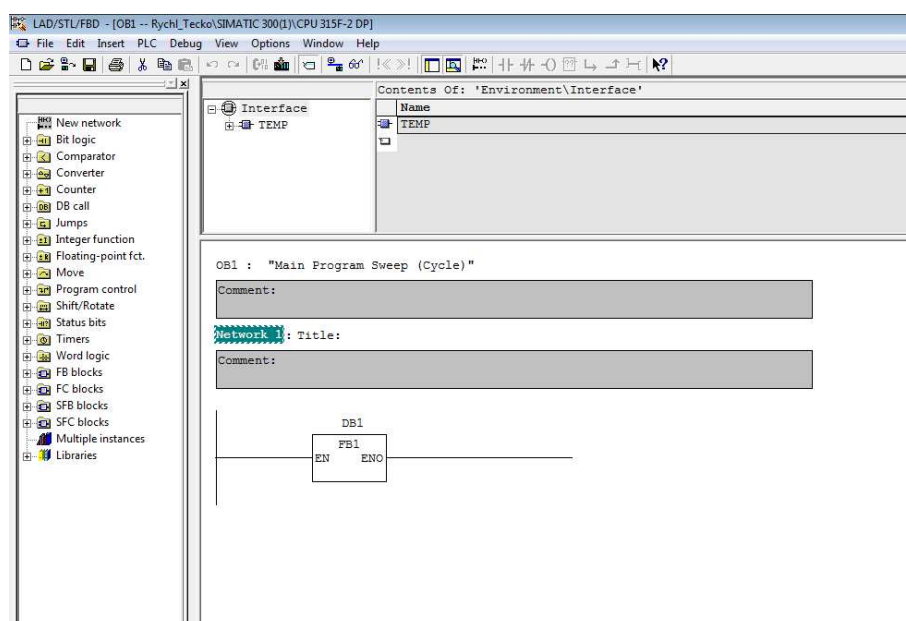 LAD/STL/FBD - [OB1 -- Rychl_Tecko\SIMATIC 300(1)\CPU 315F-2 DP]
File Edit Insert PLC Debug View Options Window Help
Contents Of: 'Environment\Interface'
Interface
TEMP
Name
TEMP
New network
Bit logic
Comparator
Converter
Counter
DB call
Jumps
Integer function
Floating-point fct.
Move
Program control
Shift/Rotate
Status bits
Timers
Word logic
FB blocks
FC blocks
SFB blocks
SFC blocks
Multiple instances
Libraries
OB1 : "Main Program Sweep (Cycle)"
Comment:
Network 1: Title:
Comment:
DB1
FB1
EN ENO